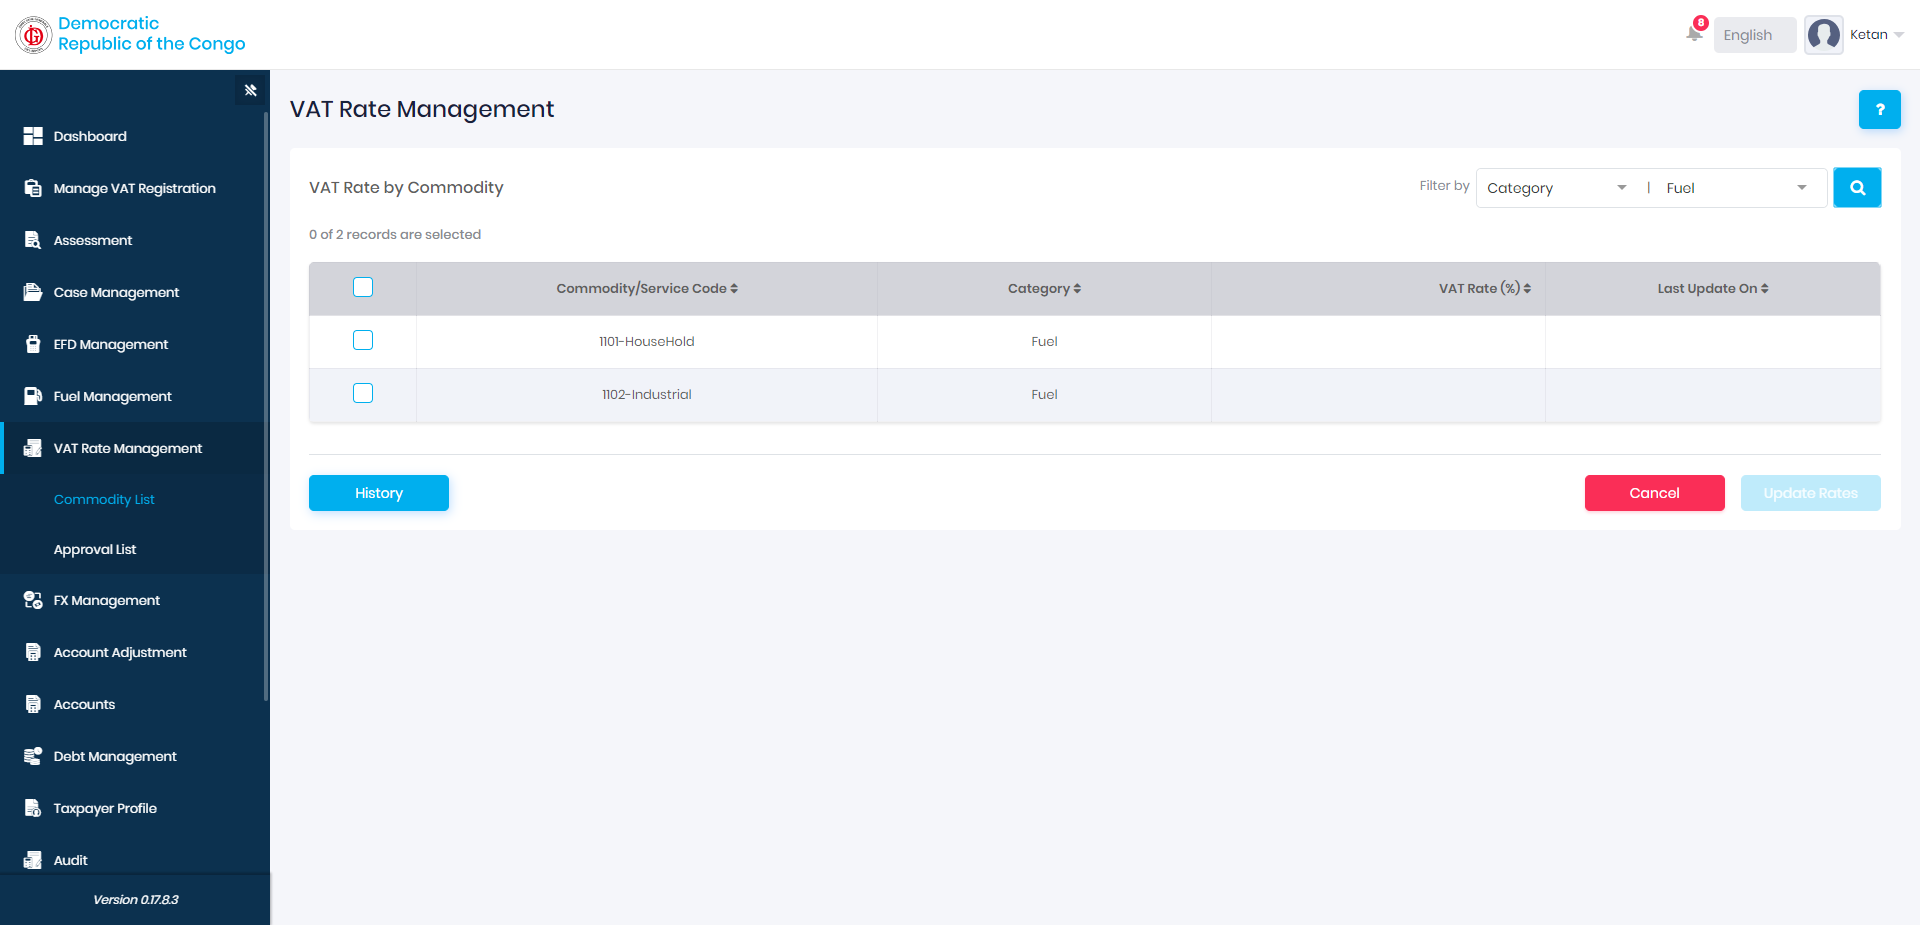 Democratic
Republic of the Congo
8
English
Ketan
Dashboard
Manage VAT Registration
Assessment
Case Management
EFD Management
Fuel Management
VAT Rate Management
Commodity List
Approval List
FX Management
Account Adjustment
Accounts
Debt Management
Taxpayer Profile
Audit
Version 0.17.8.3
VAT Rate Management
?
VAT Rate by Commodity
Filter by
Category | Fuel
0 of 2 records are selected
Commodity/Service Code Category VAT Rate (%) Last Update On
1101-HouseHold Fuel
1102-Industrial Fuel
History
Cancel
Update Rates